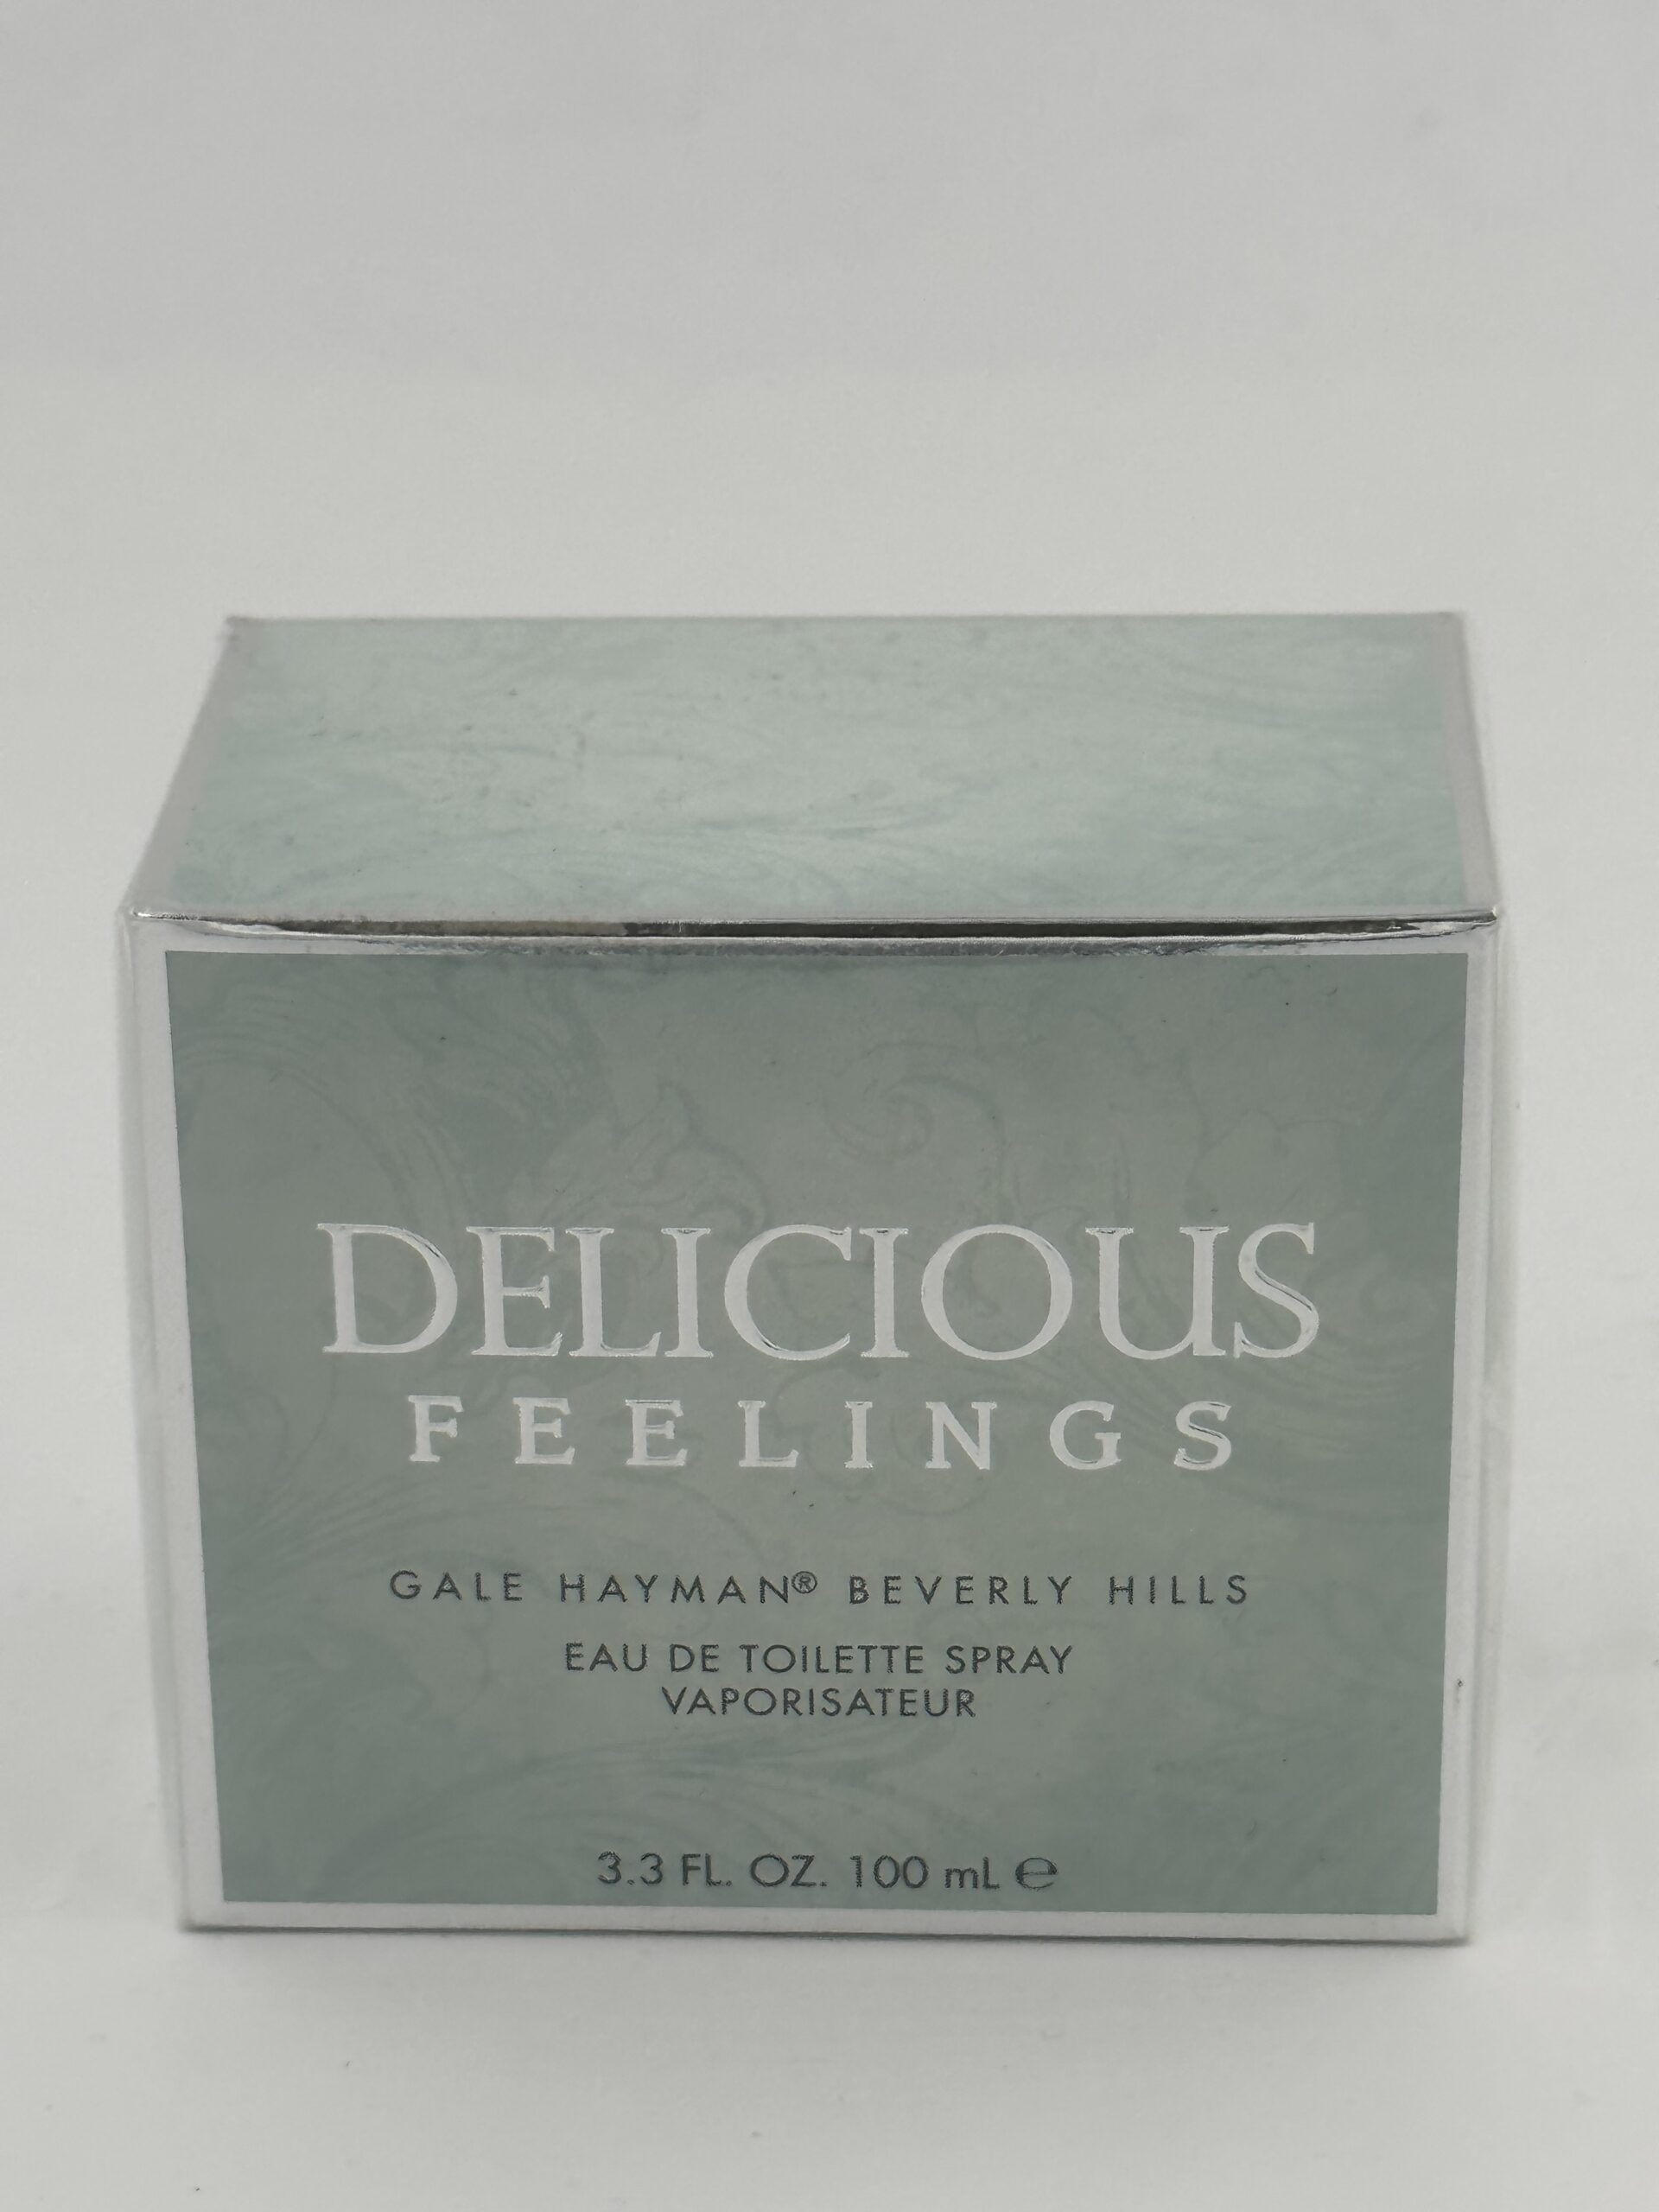 DELICIOUS
FEELINGS
GALE HAYMAN® BEVERLY HILLS
EAU DE TOILETTE SPRAY
VAPORISATEUR
3.3 FL. OZ. 100 mL ℮